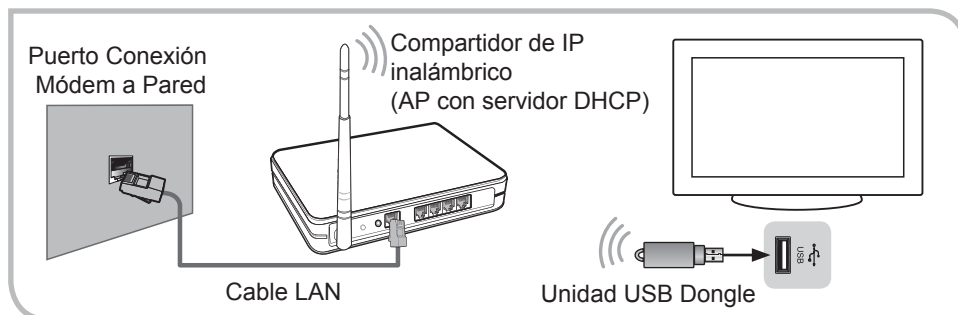 Puerto Conexión
Módem a Pared
Compartidor de IP
inalámbrico
(AP con servidor DHCP)
Cable LAN
Unidad USB Dongle
USB